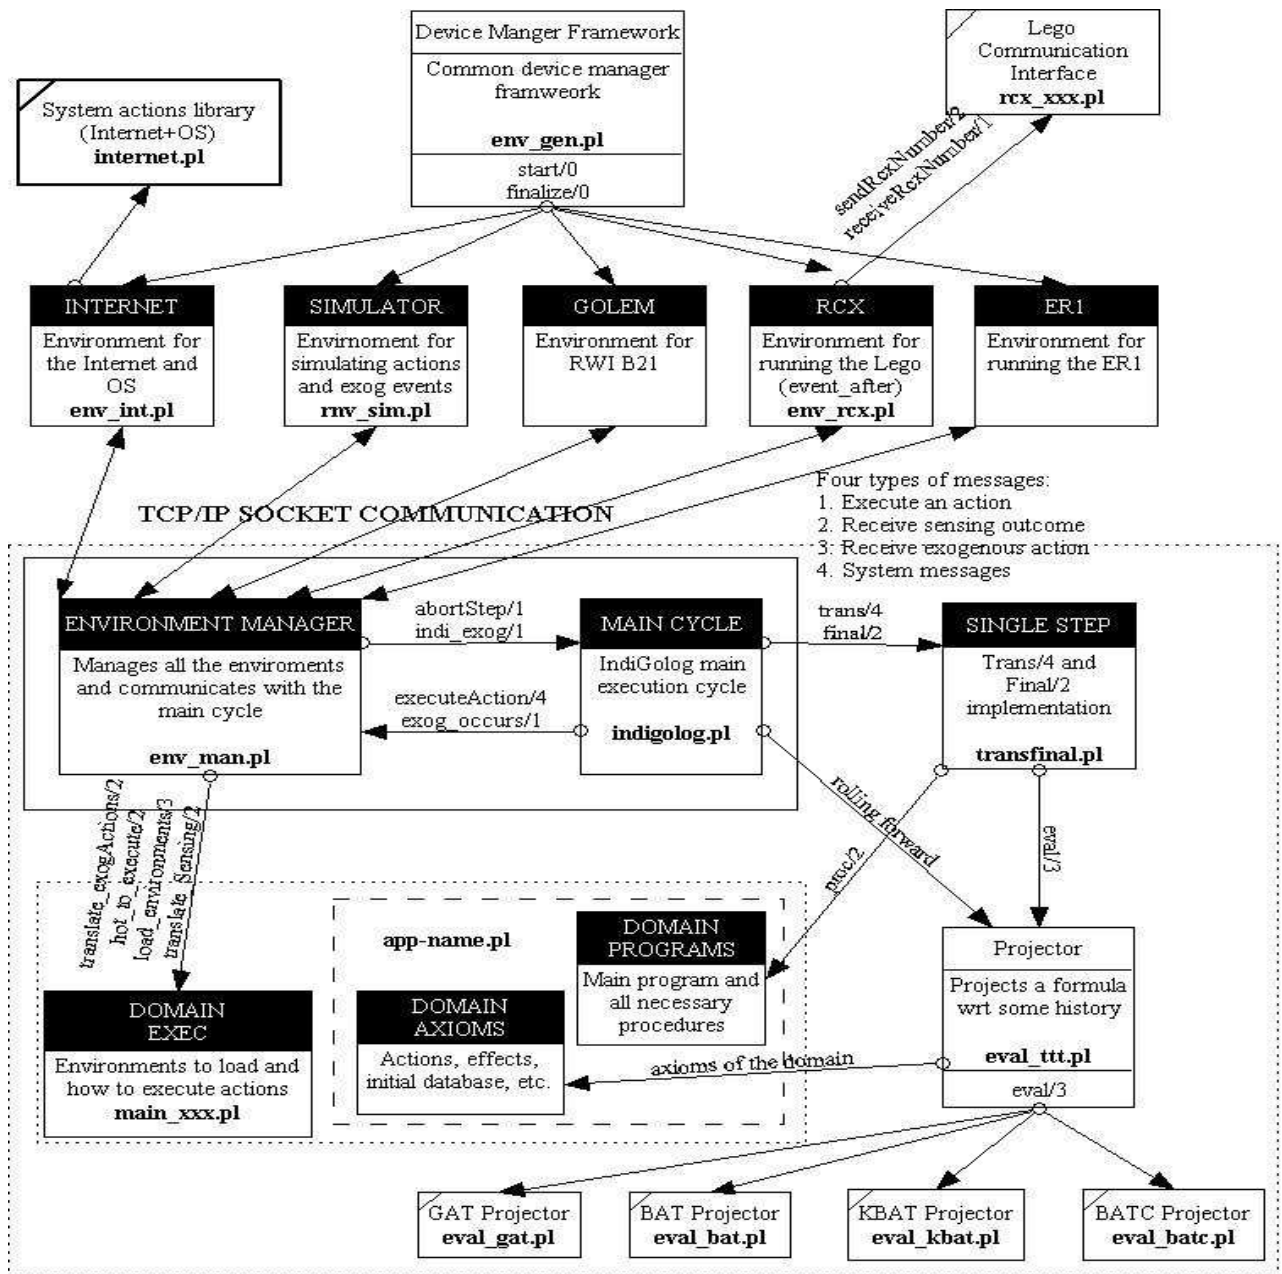 Device Manger Framework
Common device manager
framweork
env_gen.pl
start/0
finalize/0
Lego
Communication
Interface
rcx_xxx.pl
System actions library
(Internet+OS)
internet.pl
sendRcxNumber/2
receiveRcxNumber/1
INTERNET
Environment for
the Internet and
OS
env_int.pl
SIMULATOR
Envirnoment for
simulating actions
and exog events
rnv_sim.pl
GOLEM
Environment for
RWI B21
RCX
Environment for
running the Lego
(event_after)
env_rcx.pl
ER1
Environment for
running the ER1
TCP/IP SOCKET COMMUNICATION
Four types of messages:
1. Execute an action
2. Receive sensing outcome
3: Receive exogenous action
4. System messages
ENVIRONMENT MANAGER
Manages all the enviroments
and communicates with the
main cycle
env_man.pl
abortStep/1
indi_exog/1
executeAction/4
exog_occurs/1
MAIN CYCLE
IndiGolog main
execution cycle
indigolog.pl
trans/4
final/2
SINGLE STEP
Trans/4 and
Final/2
implementation
transfinal.pl
translate_exogActions/2
hot_to_execute/2
load_environments/3
translate_Sensing/2
rolling forward
proc/2
eval/3
app-name.pl
DOMAIN
PROGRAMS
Main program and
all necessary
procedures
DOMAIN
AXIOMS
Actions, effects,
initial database, etc.
DOMAIN
EXEC
Environments to load and
how to execute actions
main_xxx.pl
axioms of the domain
Projector
Projects a formula
wrt some history
eval_ttt.pl
eval/3
GAT Projector
eval_gat.pl
BAT Projector
eval_bat.pl
KBAT Projector
eval_kbat.pl
BATC Projector
eval_batc.pl